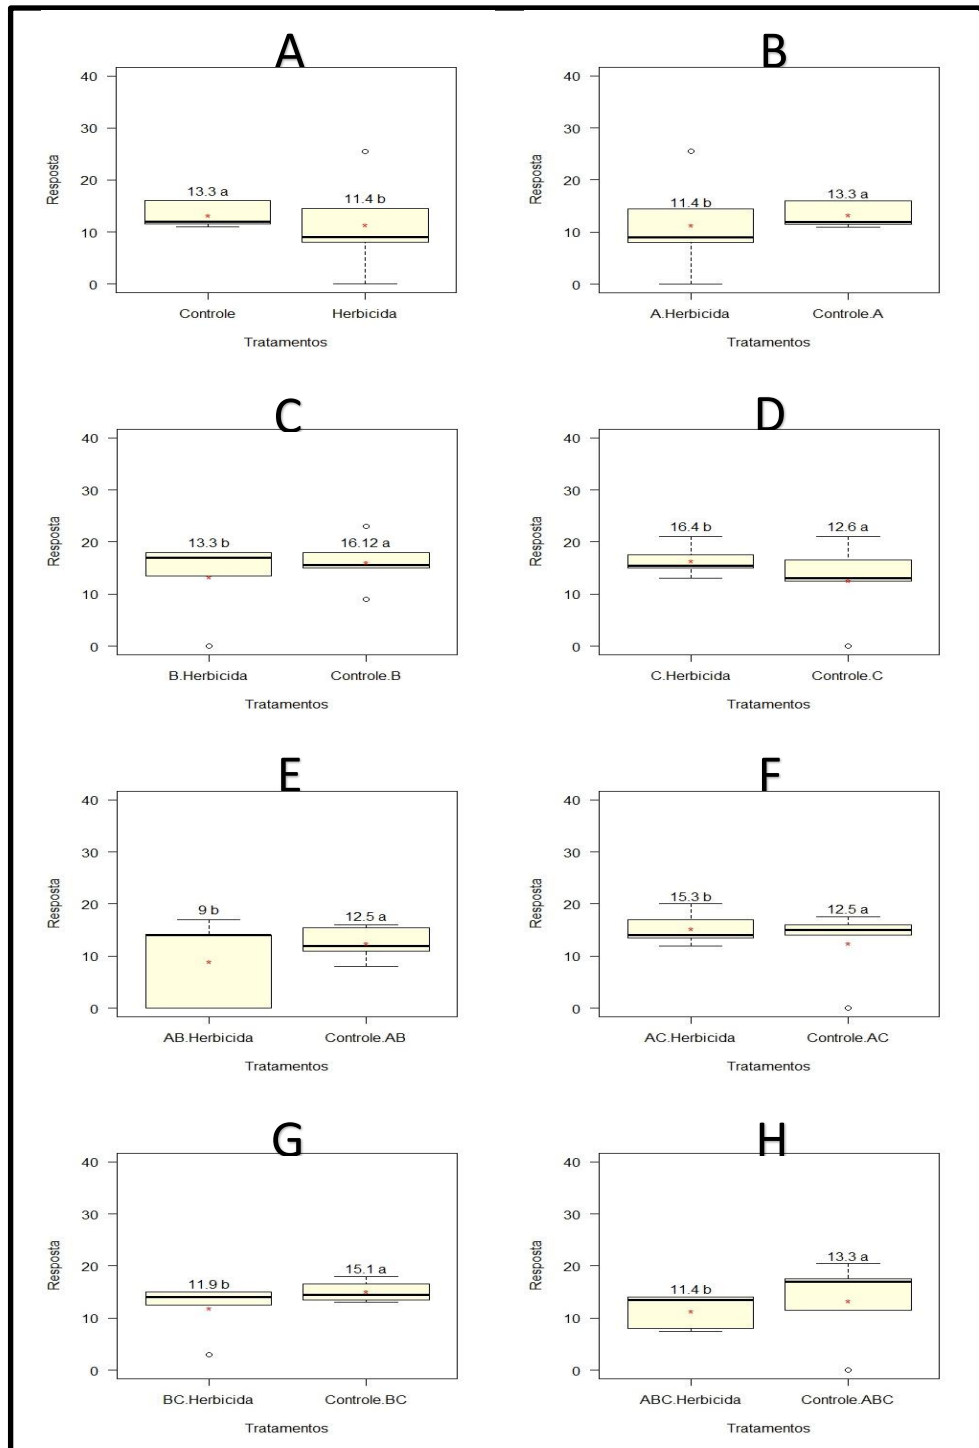 A
Resposta
40
30
20
10
0
13.3 a
11.4 b
Controle Herbicida
Tratamentos
B
Resposta
40
30
20
10
0
11.4 b
13.3 a
A.Herbicida Controle.A
Tratamentos
C
Resposta
40
30
20
10
0
13.3 b
16.12 a
B.Herbicida Controle.B
Tratamentos
D
Resposta
40
30
20
10
0
16.4 b
12.6 a
C.Herbicida Controle.C
Tratamentos
E
Resposta
40
30
20
10
0
9 b
12.5 a
AB.Herbicida Controle.AB
Tratamentos
F
Resposta
40
30
20
10
0
15.3 b
12.5 a
AC.Herbicida Controle.AC
Tratamentos
G
Resposta
40
30
20
10
0
11.9 b
15.1 a
BC.Herbicida Controle.BC
Tratamentos
H
Resposta
40
30
20
10
0
11.4 b
13.3 a
ABC.Herbicida Controle.ABC
Tratamentos